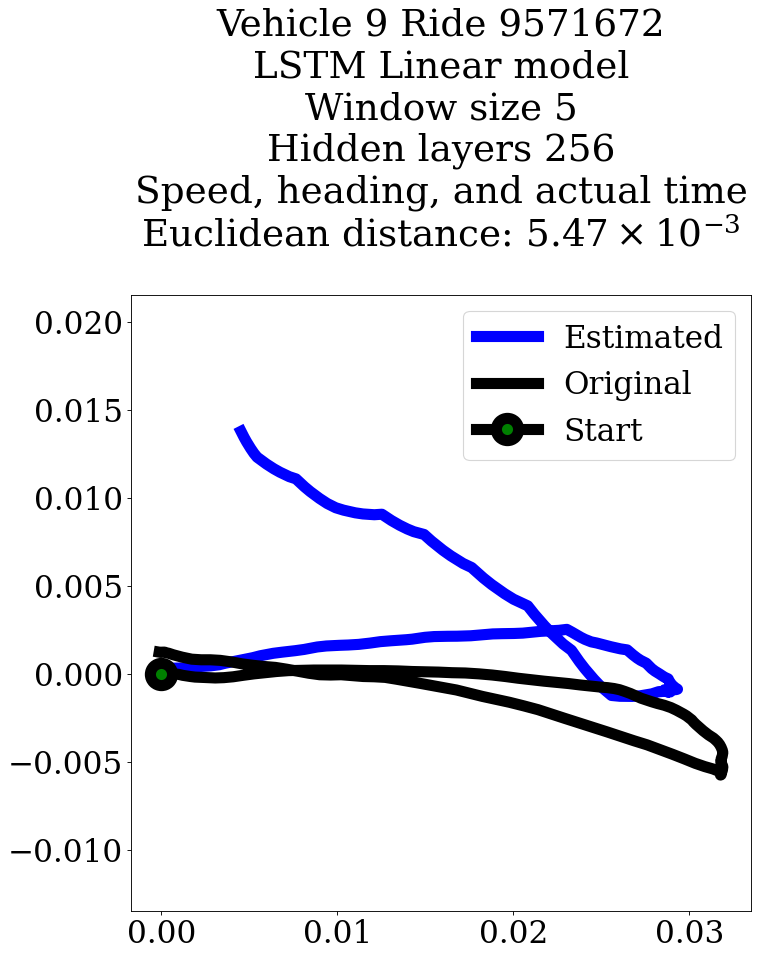 Vehicle 9 Ride 9571672
LSTM Linear model
Window size 5
Hidden layers 256
Speed, heading, and actual time
Euclidean distance: 5.47 × 10⁻³
Estimated
Original
Start
0.020
0.015
0.010
0.005
0.000
−0.005
−0.010
0.00 0.01 0.02 0.03